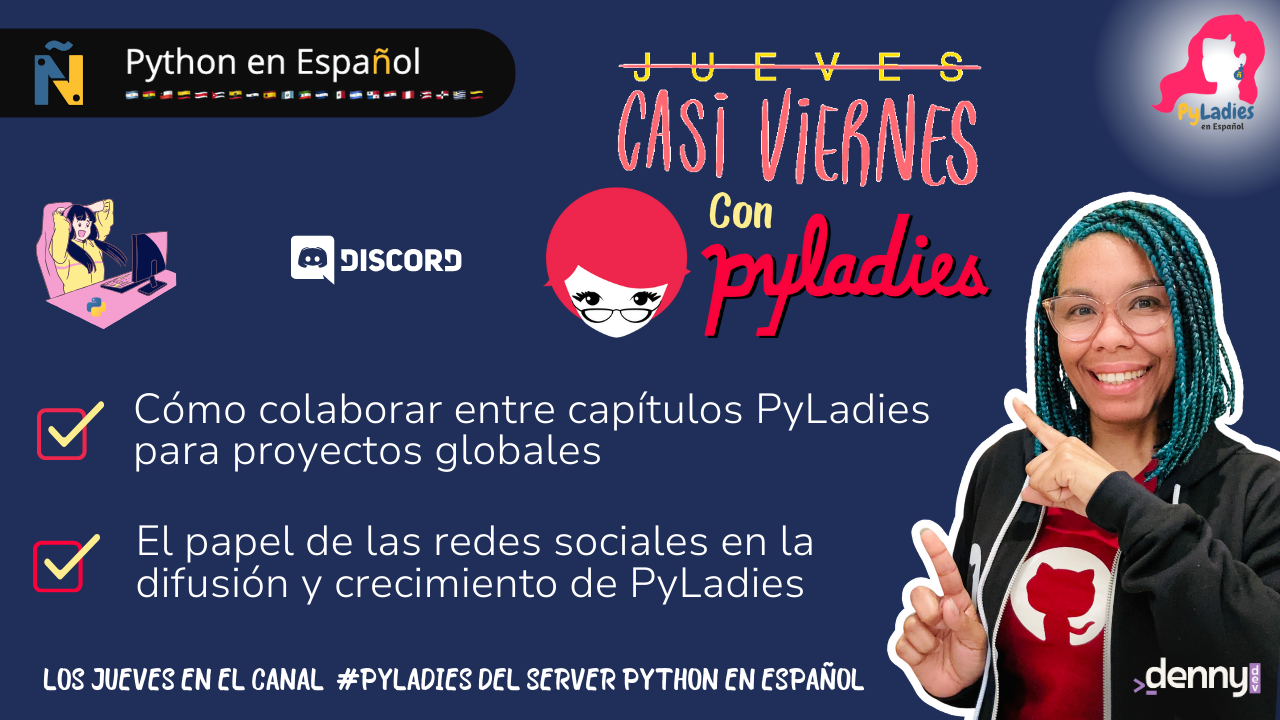 Python en Español
JUEVES
CASI VIERNES
Con
pyladies
PyLadies
en Español
ñ
Ñ
DISCORD
Cómo colaborar entre capítulos PyLadies
para proyectos globales
El papel de las redes sociales en la
difusión y crecimiento de PyLadies
LOS JUEVES EN EL CANAL #PYLADIES DEL SERVER PYTHON EN ESPAÑOL
>_denny dev